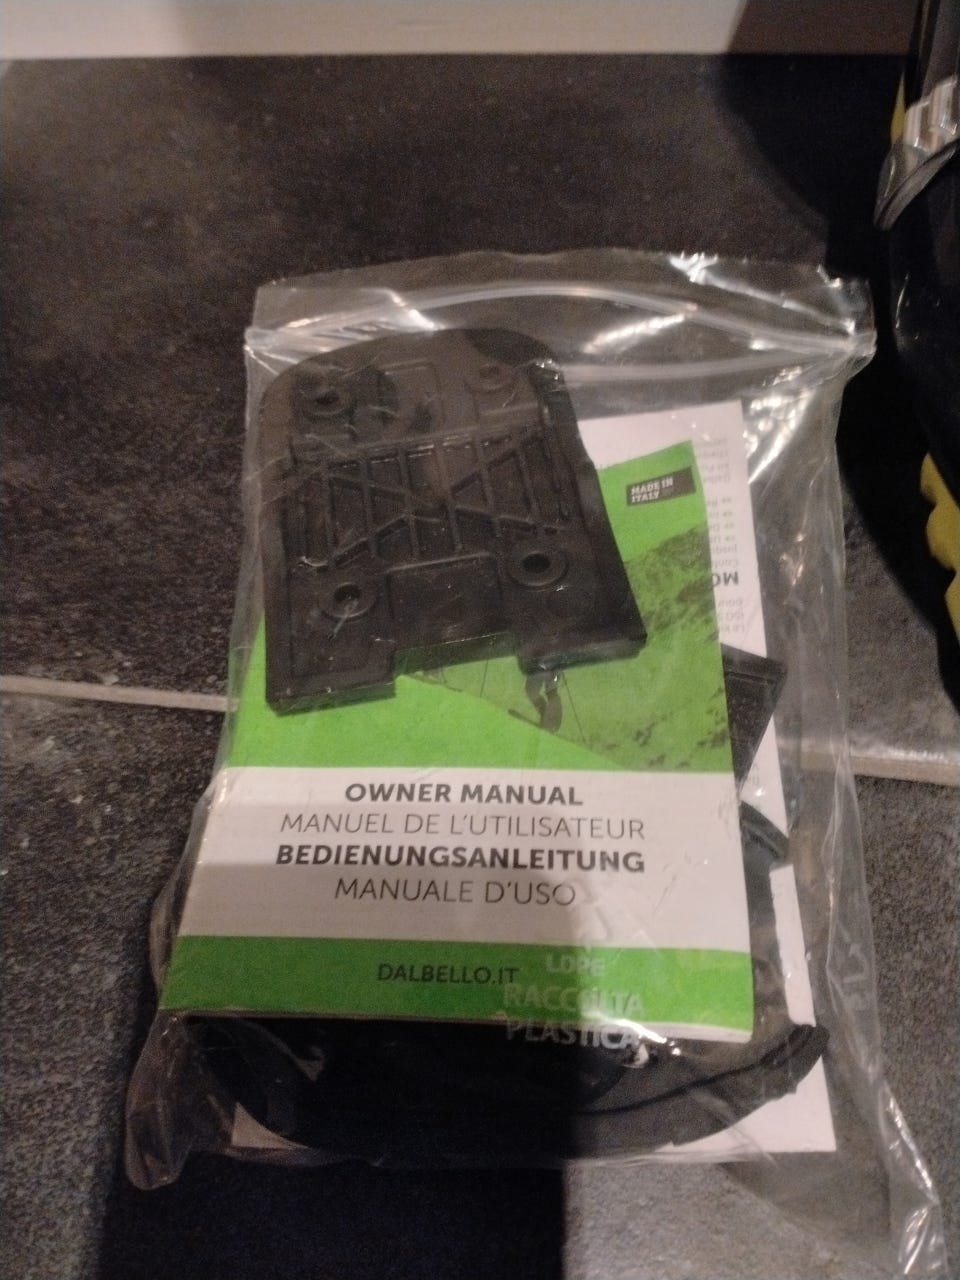 MADE IN
ITALY
OWNER MANUAL
MANUEL DE L'UTILISATEUR
BEDIENUNGSANLEITUNG
MANUALE D'USO
DALBELLO.IT
LDPE
RACCOLTA
PLASTICA